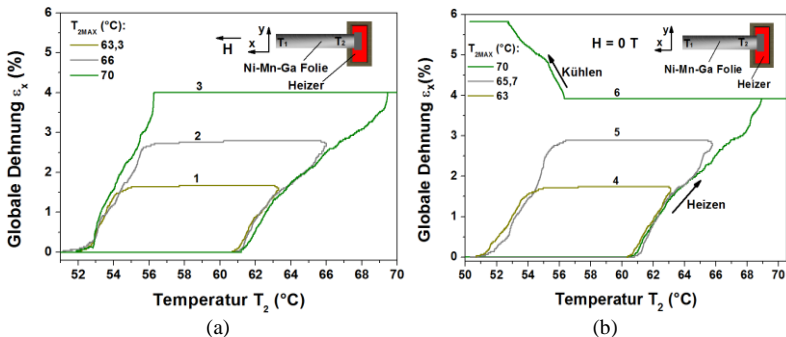 T2MAX (°C):
63,3
66
70
H
y
x
T1
T2
Ni-Mn-Ga Folie
Heizer
3
2
1
Globale Dehnung εx (%)
6
5
4
3
2
1
0
52 54 56 58 60 62 64 66 68 70
Temperatur T2 (°C)
(a)
H = 0 T
y
x
T1
T2
Ni-Mn-Ga Folie
Heizer
T2MAX (°C):
70
65,7
63
Kühlen
6
5
4
Heizen
Globale Dehnung εx (%)
6
5
4
3
2
1
0
50 52 54 56 58 60 62 64 66 68 70
Temperatur T2 (°C)
(b)